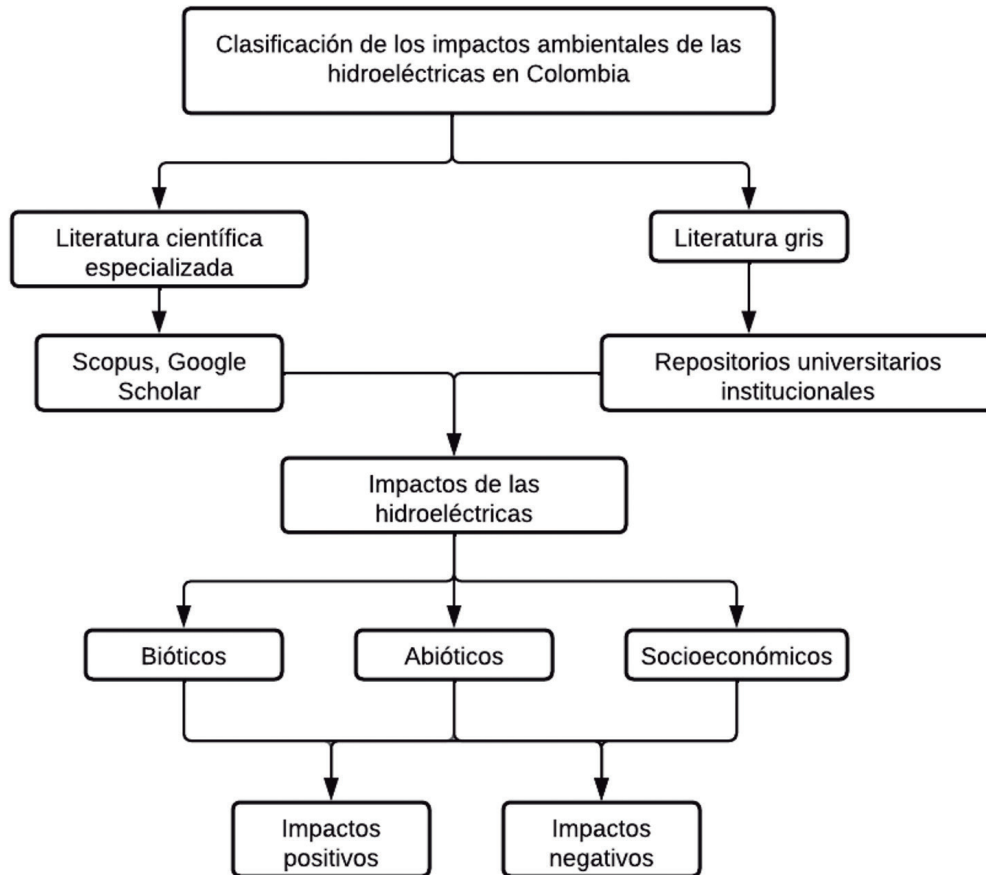 Clasificación de los impactos ambientales de las
hidroeléctricas en Colombia
Literatura científica
especializada
Literatura gris
Scopus, Google
Scholar
Repositorios universitarios
institucionales
Impactos de las
hidroeléctricas
Bióticos
Abióticos
Socioeconómicos
Impactos
positivos
Impactos
negativos